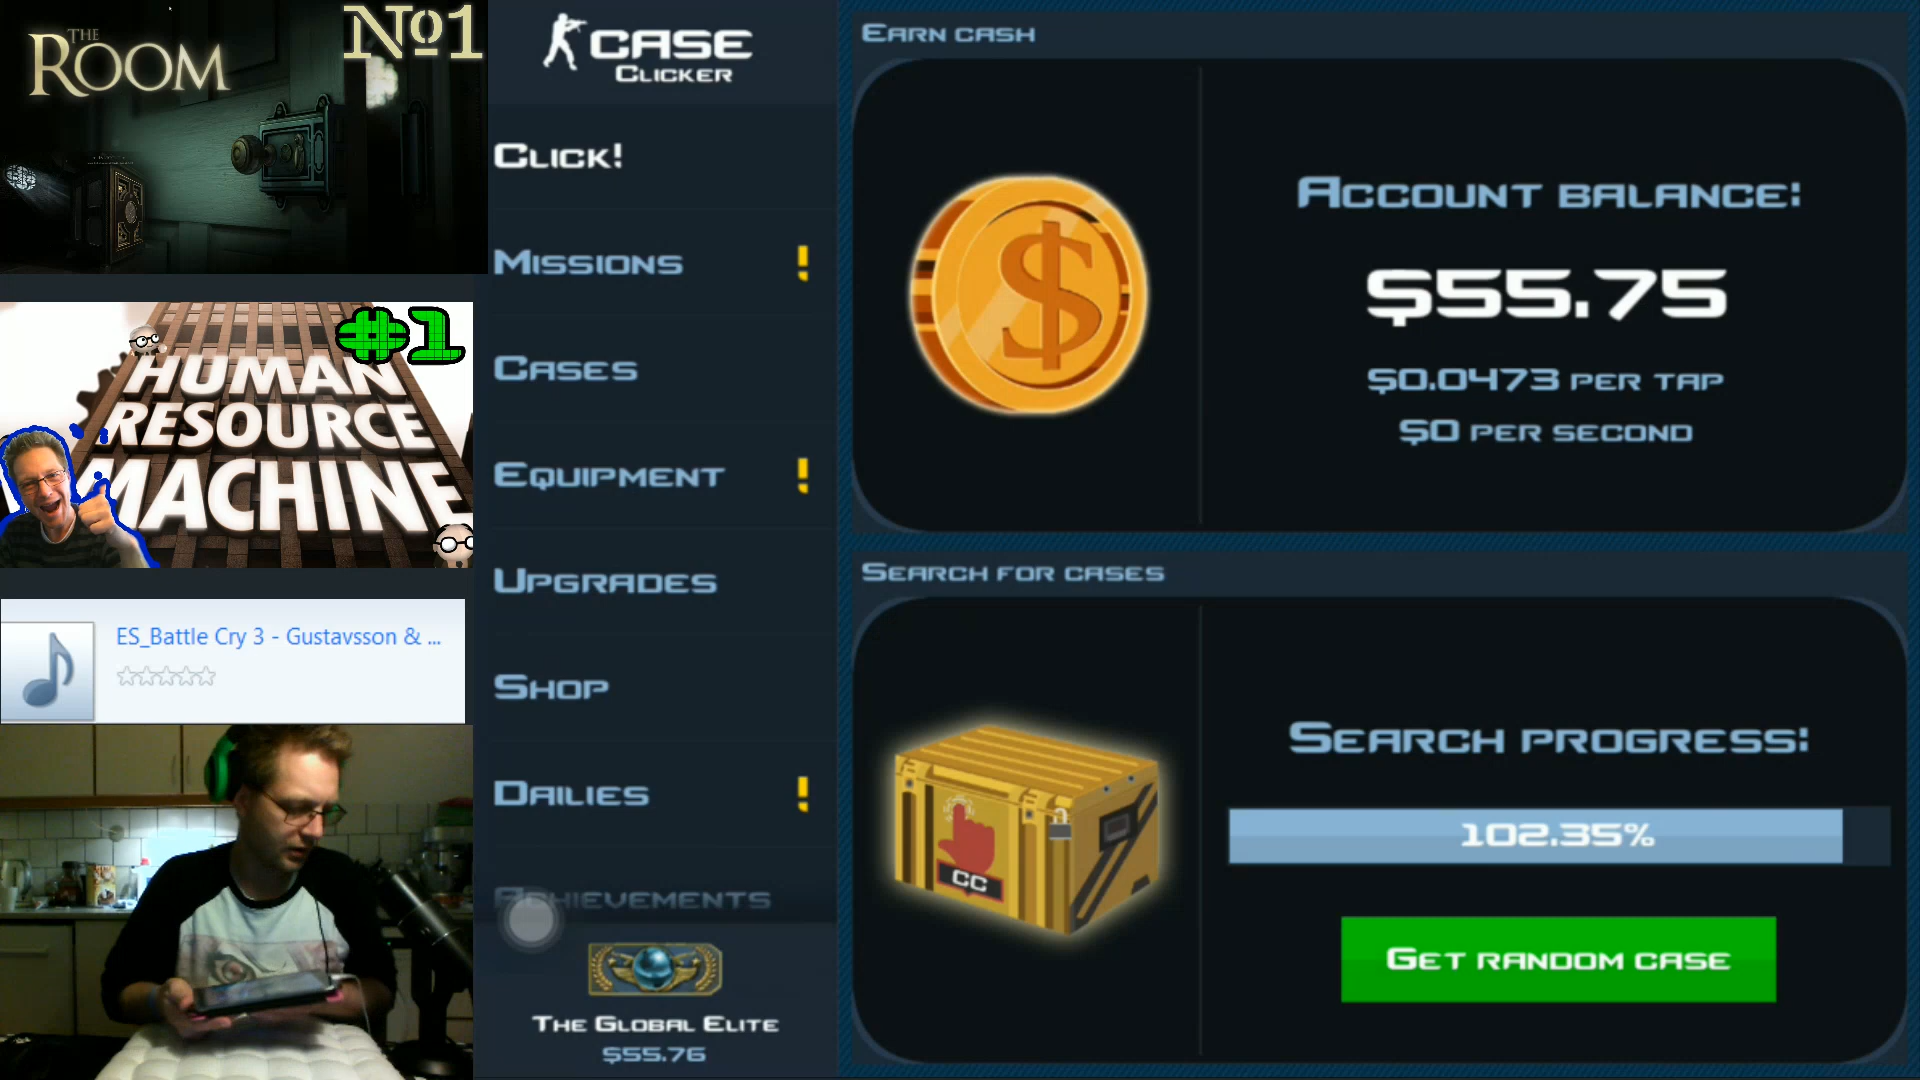 THE
ROOM
№1
#1
HUMAN
RESOURCE
MACHINE
ES_Battle Cry 3 - Gustavsson & ...
CASE
CLICKER
CLICK!
MISSIONS !
CASES
EQUIPMENT !
UPGRADES
SHOP
DAILIES !
ACHIEVEMENTS
THE GLOBAL ELITE
$55.76
EARN CASH
$
ACCOUNT BALANCE:
$55.75
$0.0473 PER TAP
$0 PER SECOND
SEARCH FOR CASES
CC
SEARCH PROGRESS:
102.35%
GET RANDOM CASE